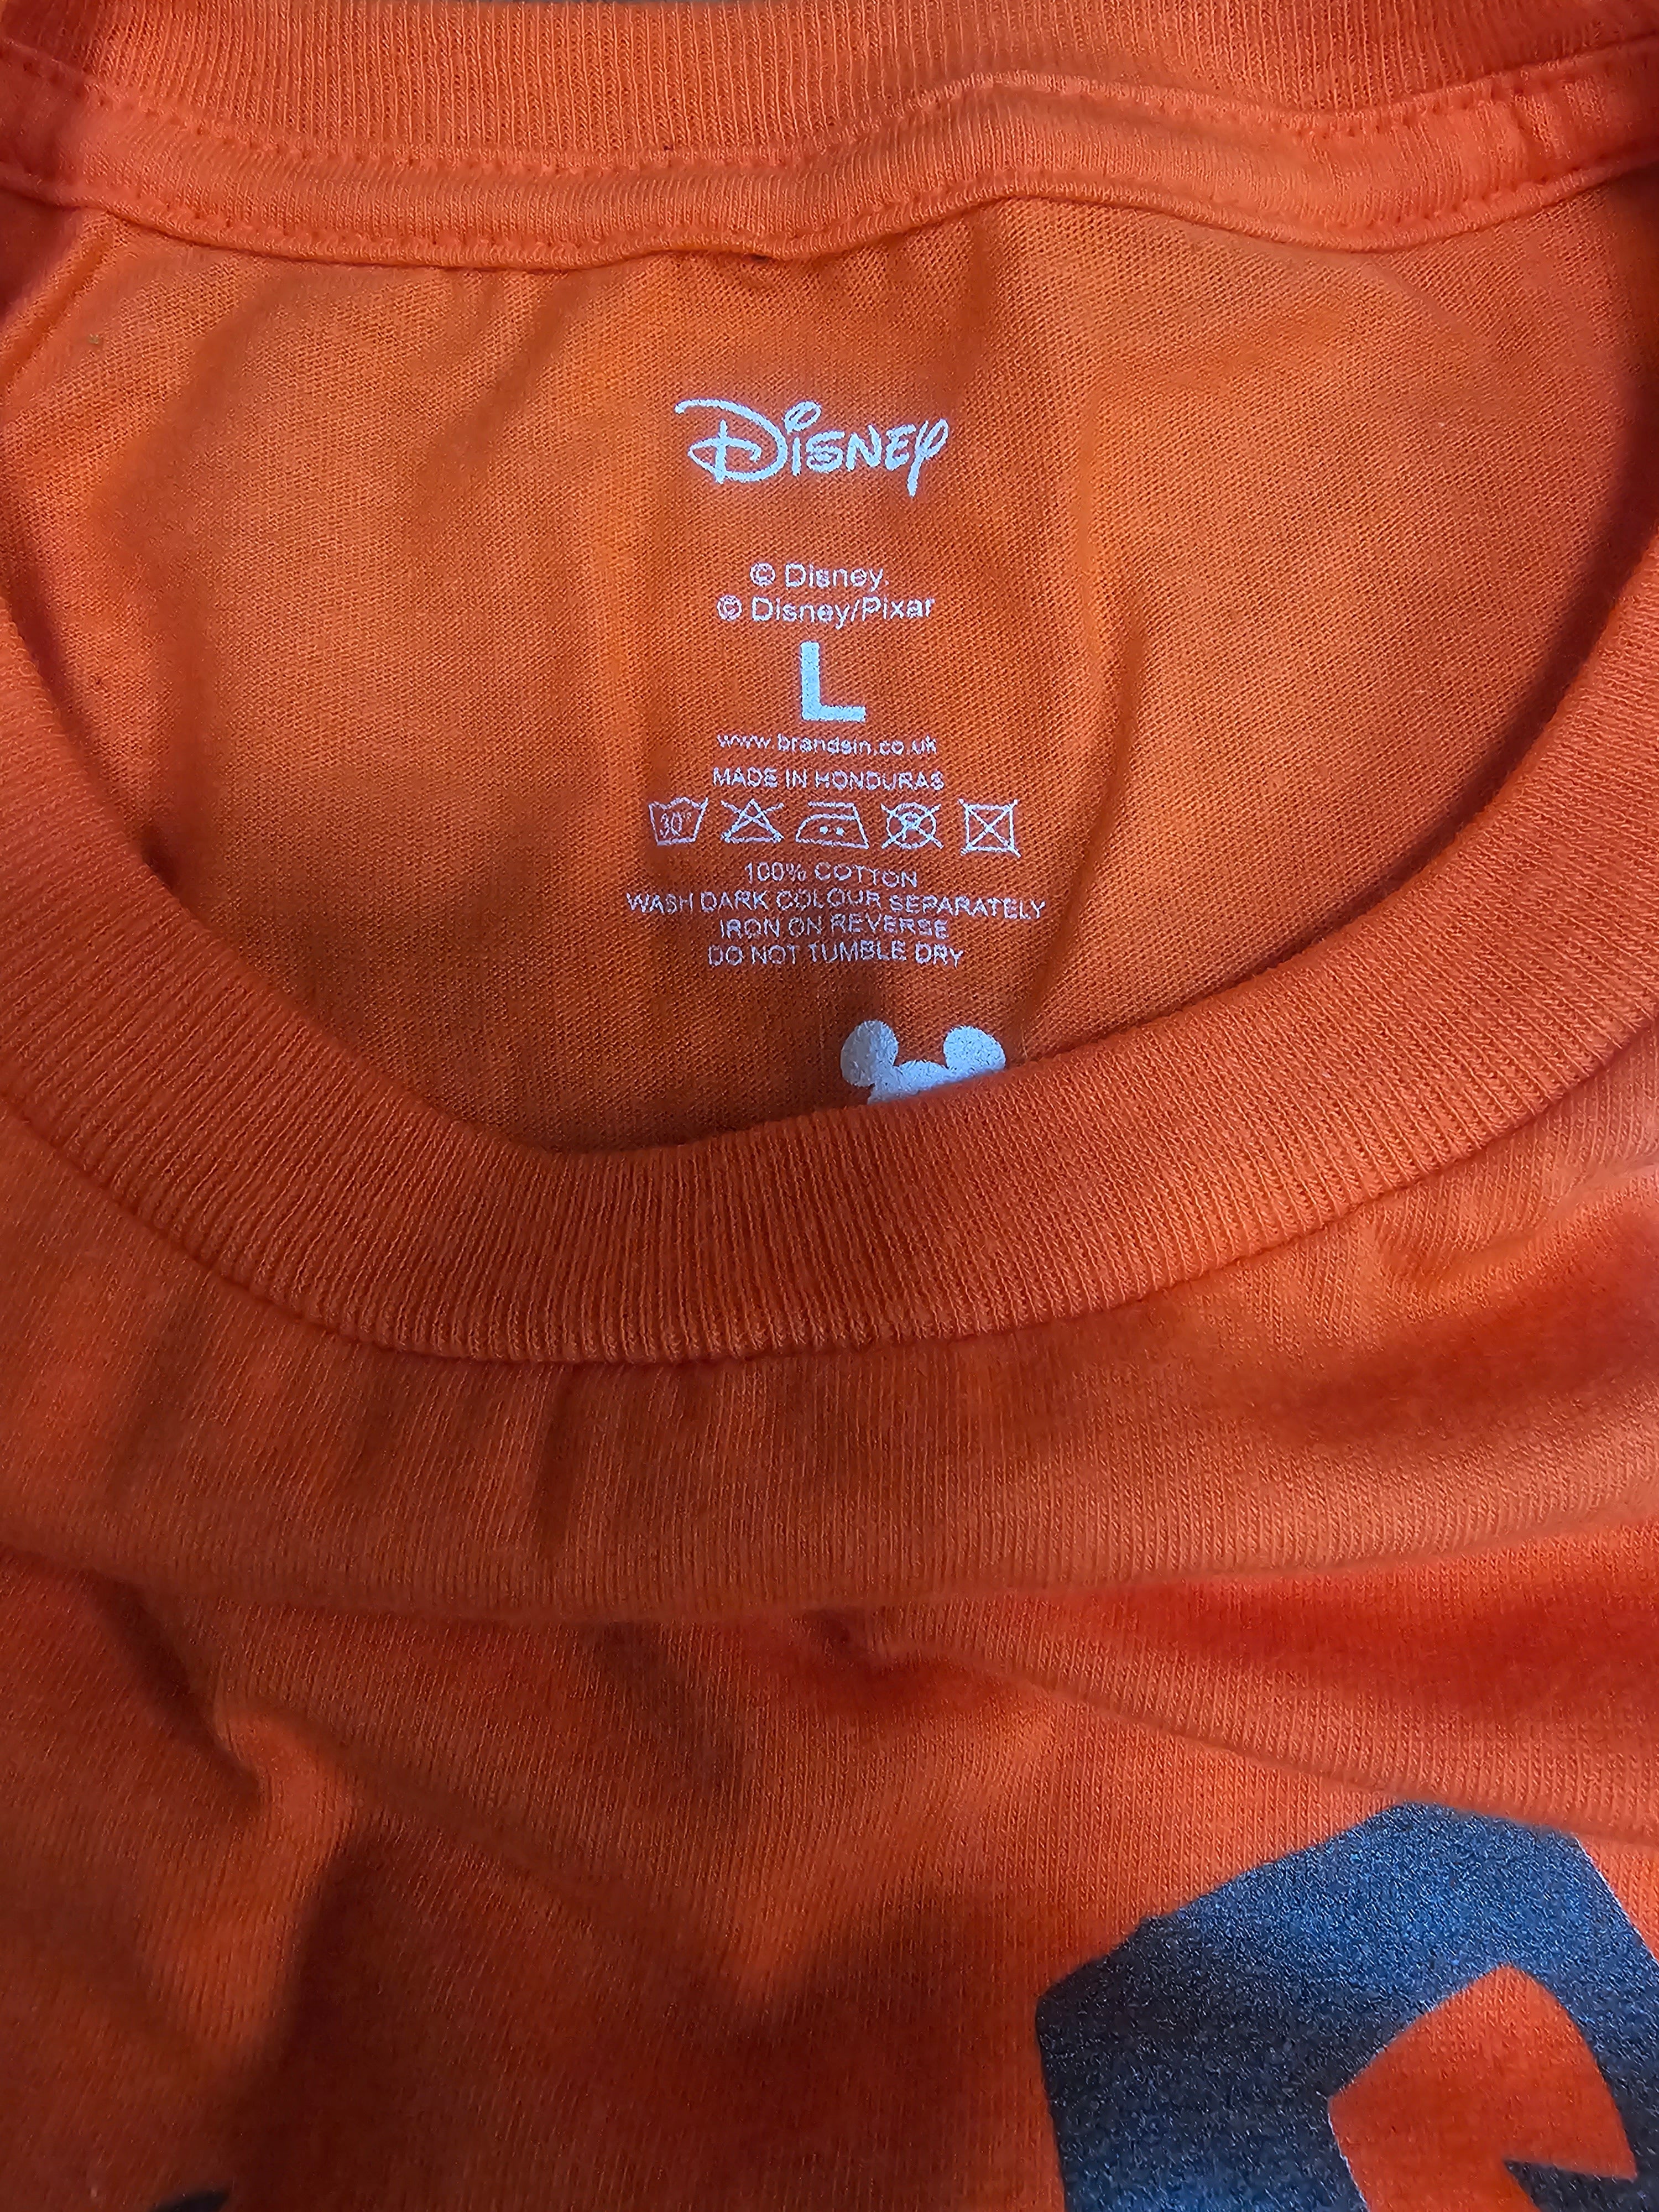 Disney
© Disney.
© Disney/Pixar
L
www.brandsin.co.uk
MADE IN HONDURAS
30°
100% COTTON
WASH DARK COLOUR SEPARATELY
IRON ON REVERSE
DO NOT TUMBLE DRY